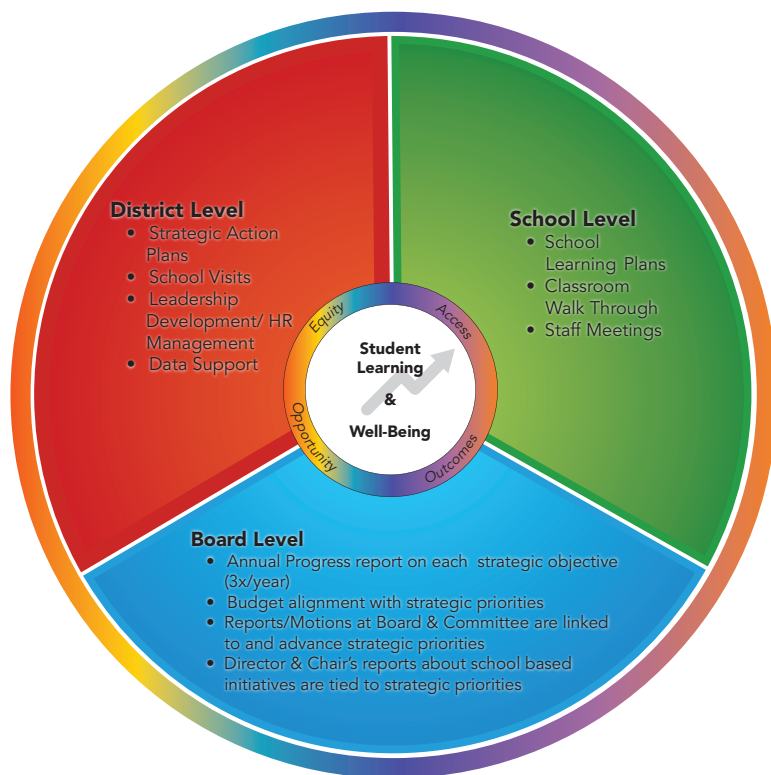 District Level
• Strategic Action
Plans
• School Visits
• Leadership
Development/ HR
Management
• Data Support
School Level
• School
Learning Plans
• Classroom
Walk Through
• Staff Meetings
Equity
Access
Opportunity
Outcomes
Student
Learning
&
Well-Being
Board Level
• Annual Progress report on each strategic objective
(3x/year)
• Budget alignment with strategic priorities
• Reports/Motions at Board & Committee are linked
to and advance strategic priorities
• Director & Chair's reports about school based
initiatives are tied to strategic priorities